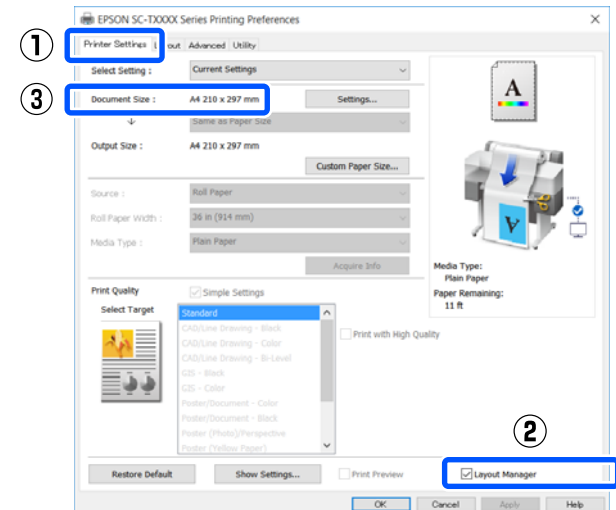 EPSON SC-TXXXX Series Printing Preferences
1
Printer Settings out Advanced Utility
Select Setting : Current Settings
3
Document Size : A4 210 x 297 mm Settings...
Same as Paper Size
Output Size : A4 210 x 297 mm
Custom Paper Size...
Source : Roll Paper
Roll Paper Width : 36 in (914 mm)
Media Type : Plain Paper
Acquire Info
A
A
Media Type:
Plain Paper
Paper Remaining:
11 ft
Print Quality Simple Settings
Select Target
Standard
CAD/Line Drawing - Black
CAD/Line Drawing - Color
CAD/Line Drawing - Bi-Level
GIS - Black
GIS - Color
Poster/Document - Color
Poster/Document - Black
Poster (Photo)/Perspective
Poster (Yellow Paper)
Print with High Quality
2
Restore Default Show Settings... Print Preview Layout Manager
OK Cancel Apply Help